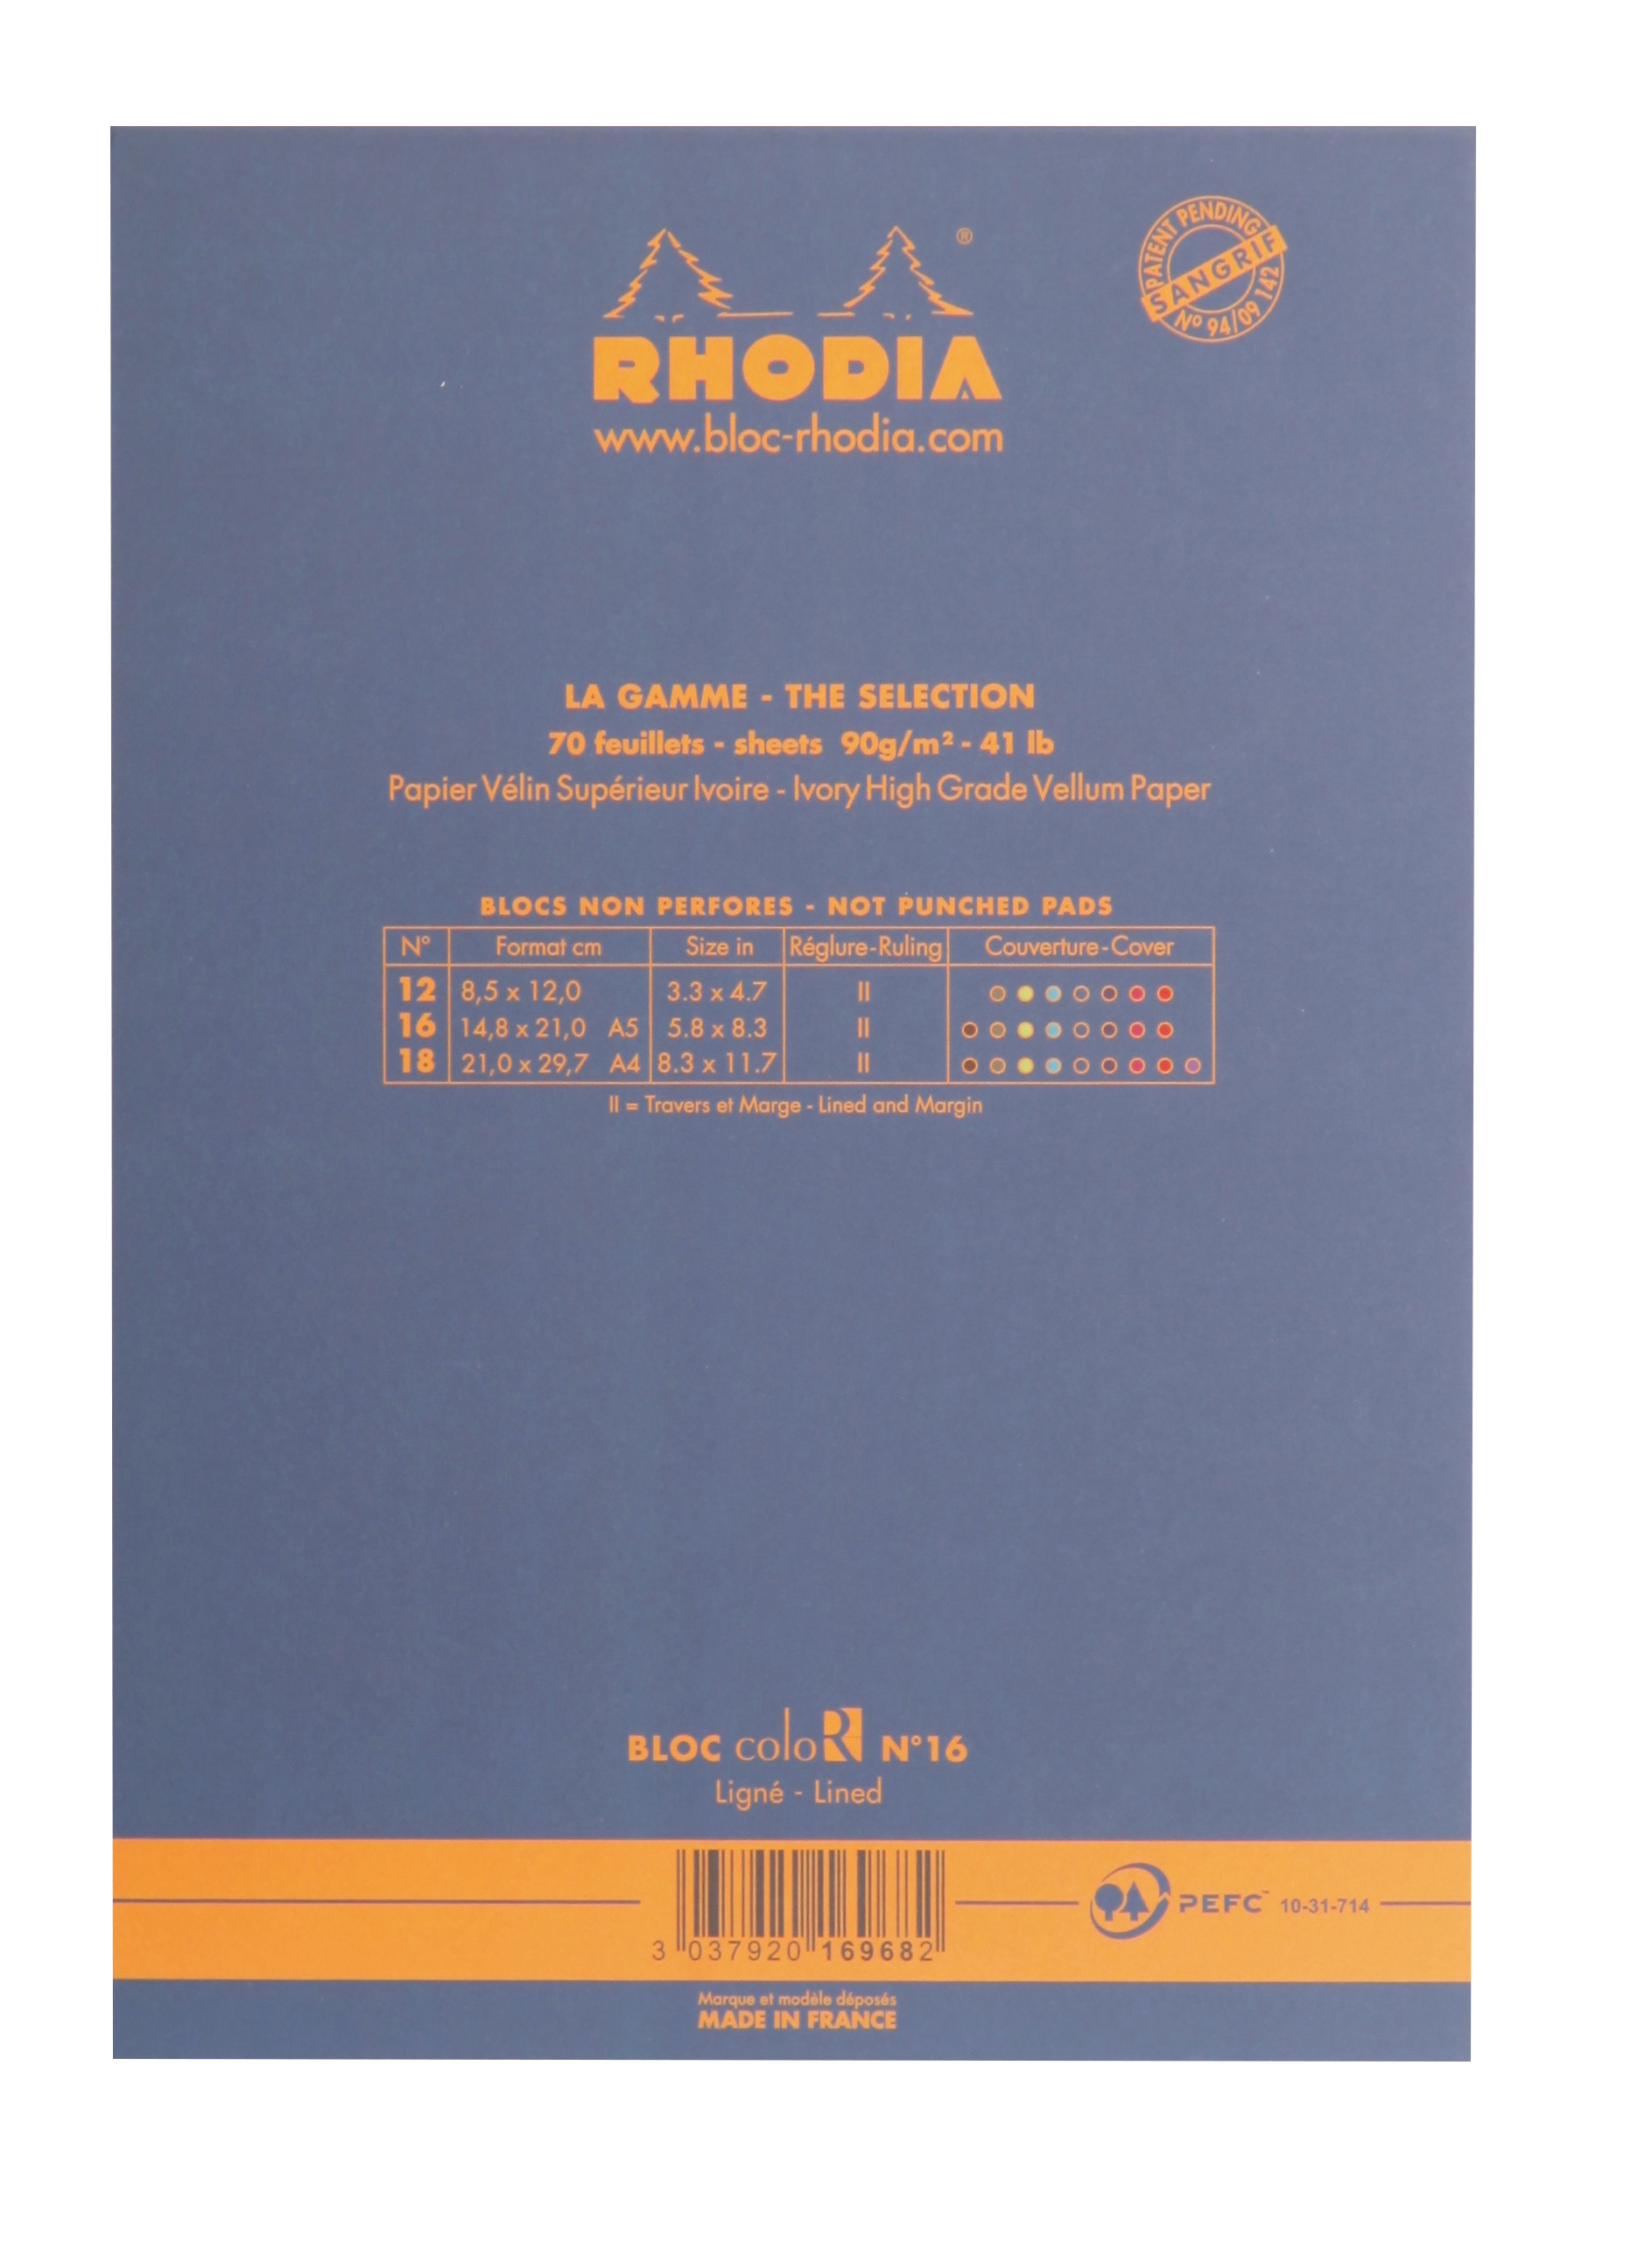 ®
PATENT PENDING
SANGRIF
Nº 94/09 142
RHODIA
www.bloc-rhodia.com
LA GAMME - THE SELECTION
70 feuillets - sheets 90g/m² - 41 lb
Papier Vélin Supérieur Ivoire - Ivory High Grade Vellum Paper
BLOCS NON PERFORES - NOT PUNCHED PADS
N° Format cm Size in Réglure-Ruling Couverture-Cover
12 8,5 x 12,0 3.3 x 4.7 II
16 14,8 x 21,0 A5 5.8 x 8.3 II
18 21,0 x 29,7 A4 8.3 x 11.7 II
II = Travers et Marge - Lined and Margin
BLOC coloR N°16
Ligné - Lined
3 037920 169682
PEFC™ 10-31-714
Marque et modèle déposés
MADE IN FRANCE